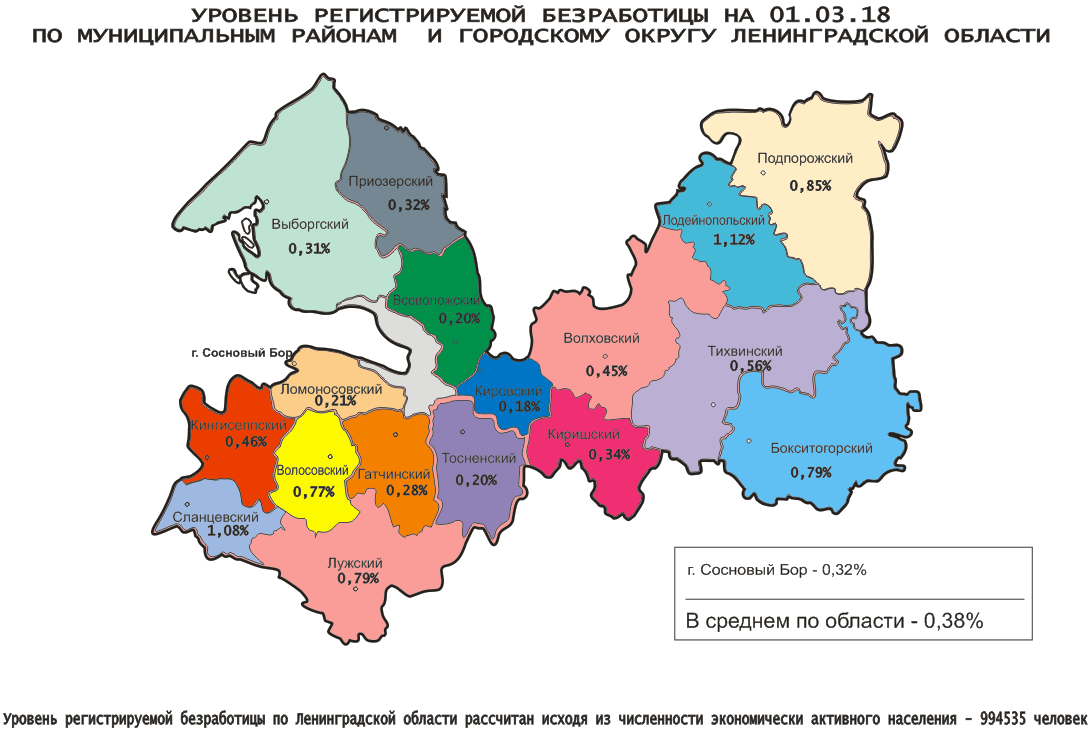 УРОВЕНЬ РЕГИСТРИРУЕМОЙ БЕЗРАБОТИЦЫ НА 01.03.18
ПО МУНИЦИПАЛЬНЫМ РАЙОНАМ И ГОРОДСКОМУ ОКРУГУ ЛЕНИНГРАДСКОЙ ОБЛАСТИ
Подпорожский
0,85%
Приозерский
0,32%
Выборгский
0,31%
Лодейнопольский
1,12%
Всеволожский
0,20%
Волховский
0,45%
Тихвинский
0,56%
г. Сосновый Бор
Ломоносовский
0,21%
Кировский
0,18%
Кингисеппский
0,46%
Киришский
0,34%
Бокситогорский
0,79%
Волосовский
0,77%
Гатчинский
0,28%
Тосненский
0,20%
Сланцевский
1,08%
Лужский
0,79%
г. Сосновый Бор - 0,32%
В среднем по области - 0,38%
Уровень регистрируемой безработицы по Ленинградской области рассчитан исходя из численности экономически активного населения - 994535 человек